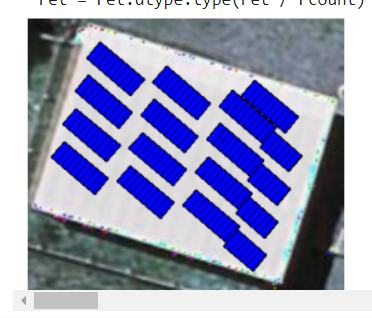 ret = ret.dtype.type(ret / rcount)